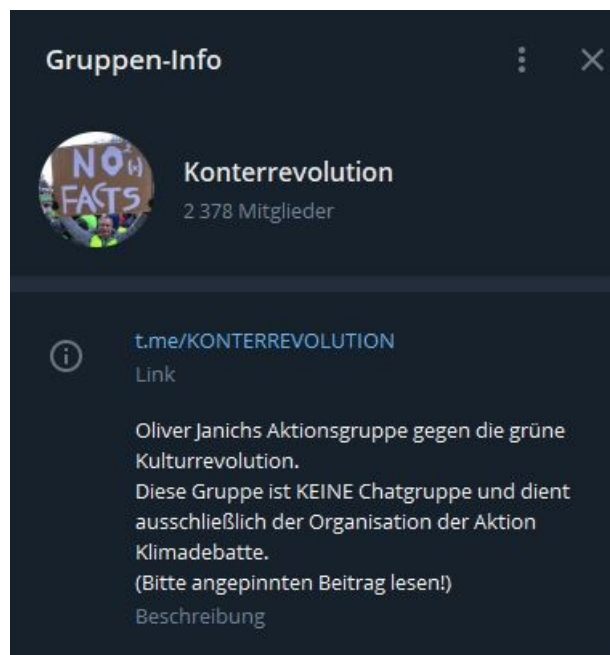 Gruppen-Info
NO
FACTS
Konterrevolution
2 378 Mitglieder
t.me/KONTERREVOLUTION
Link
Oliver Janichs Aktionsgruppe gegen die grüne
Kulturrevolution.
Diese Gruppe ist KEINE Chatgruppe und dient
ausschließlich der Organisation der Aktion
Klimadebatte.
(Bitte angepinnten Beitrag lesen!)
Beschreibung